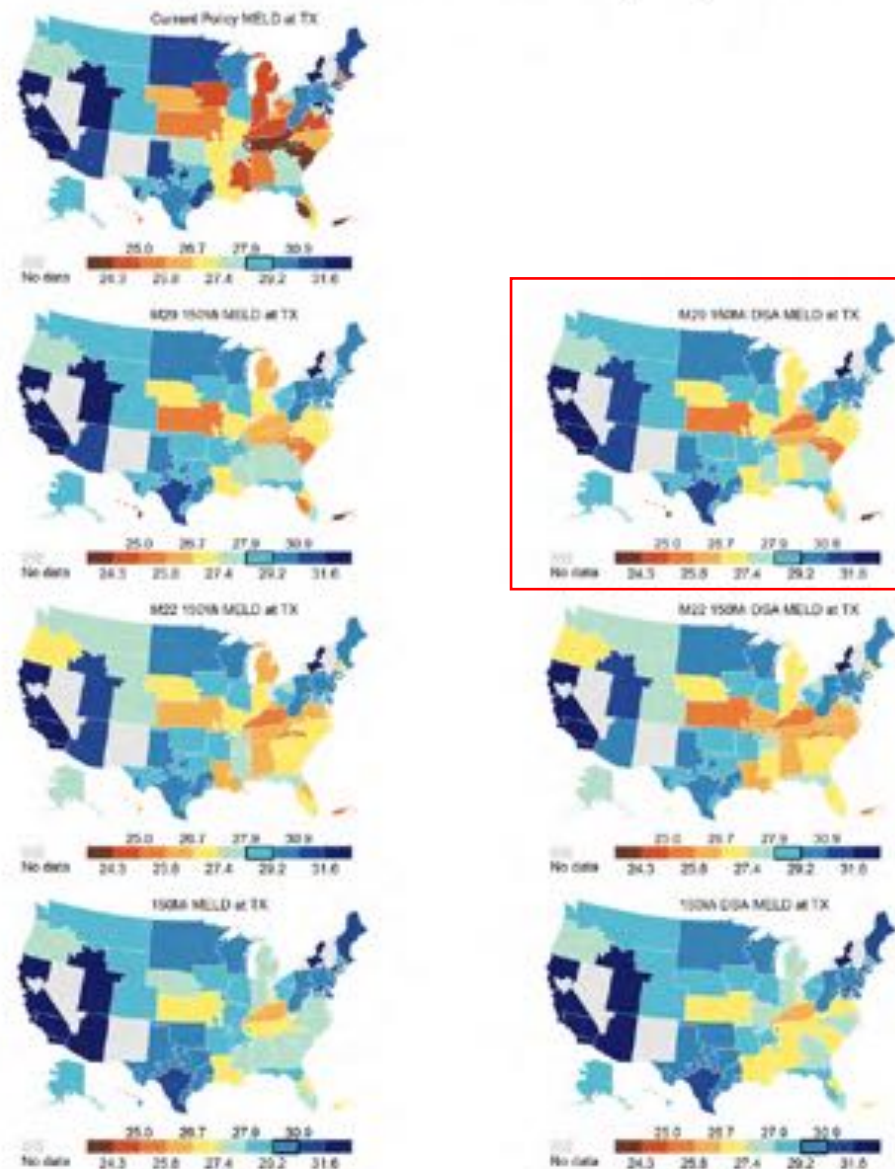 Current Policy MELD at TX
25.0 26.7 27.9 30.9
No data 24.3 25.8 27.4 29.2 31.6
M20 150Mi MELD at TX
25.0 26.7 27.9 30.9
No data 24.3 25.8 27.4 29.2 31.6
M20 150Mi DSA MELD at TX
25.0 26.7 27.9 30.9
No data 24.3 25.8 27.4 29.2 31.6
M22 150Mi MELD at TX
25.0 26.7 27.9 30.9
No data 24.3 25.8 27.4 29.2 31.6
M22 150Mi DSA MELD at TX
25.0 26.7 27.9 30.9
No data 24.3 25.8 27.4 29.2 31.6
150Mi MELD at TX
25.0 26.7 27.9 30.9
No data 24.3 25.8 27.4 29.2 31.6
150Mi DSA MELD at TX
25.0 26.7 27.9 30.9
No data 24.3 25.8 27.4 29.2 31.6